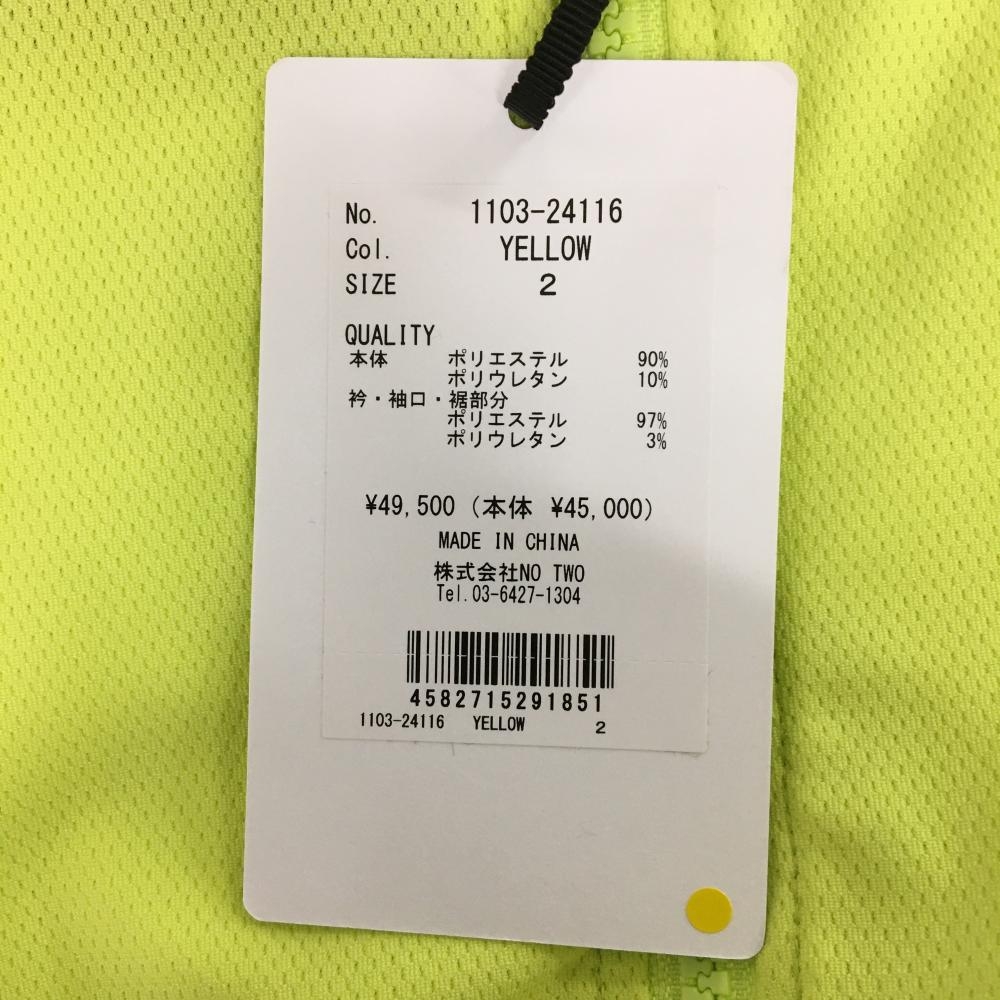 No. 1103-24116
Col. YELLOW
SIZE 2
QUALITY
本体 ポリエステル 90%
ポリウレタン 10%
衿・袖口・裾部分
ポリエステル 97%
ポリウレタン 3%
¥49,500 (本体 ¥45,000)
MADE IN CHINA
株式会社NO TWO
Tel.03-6427-1304
4582715291851
1103-24116 YELLOW 2